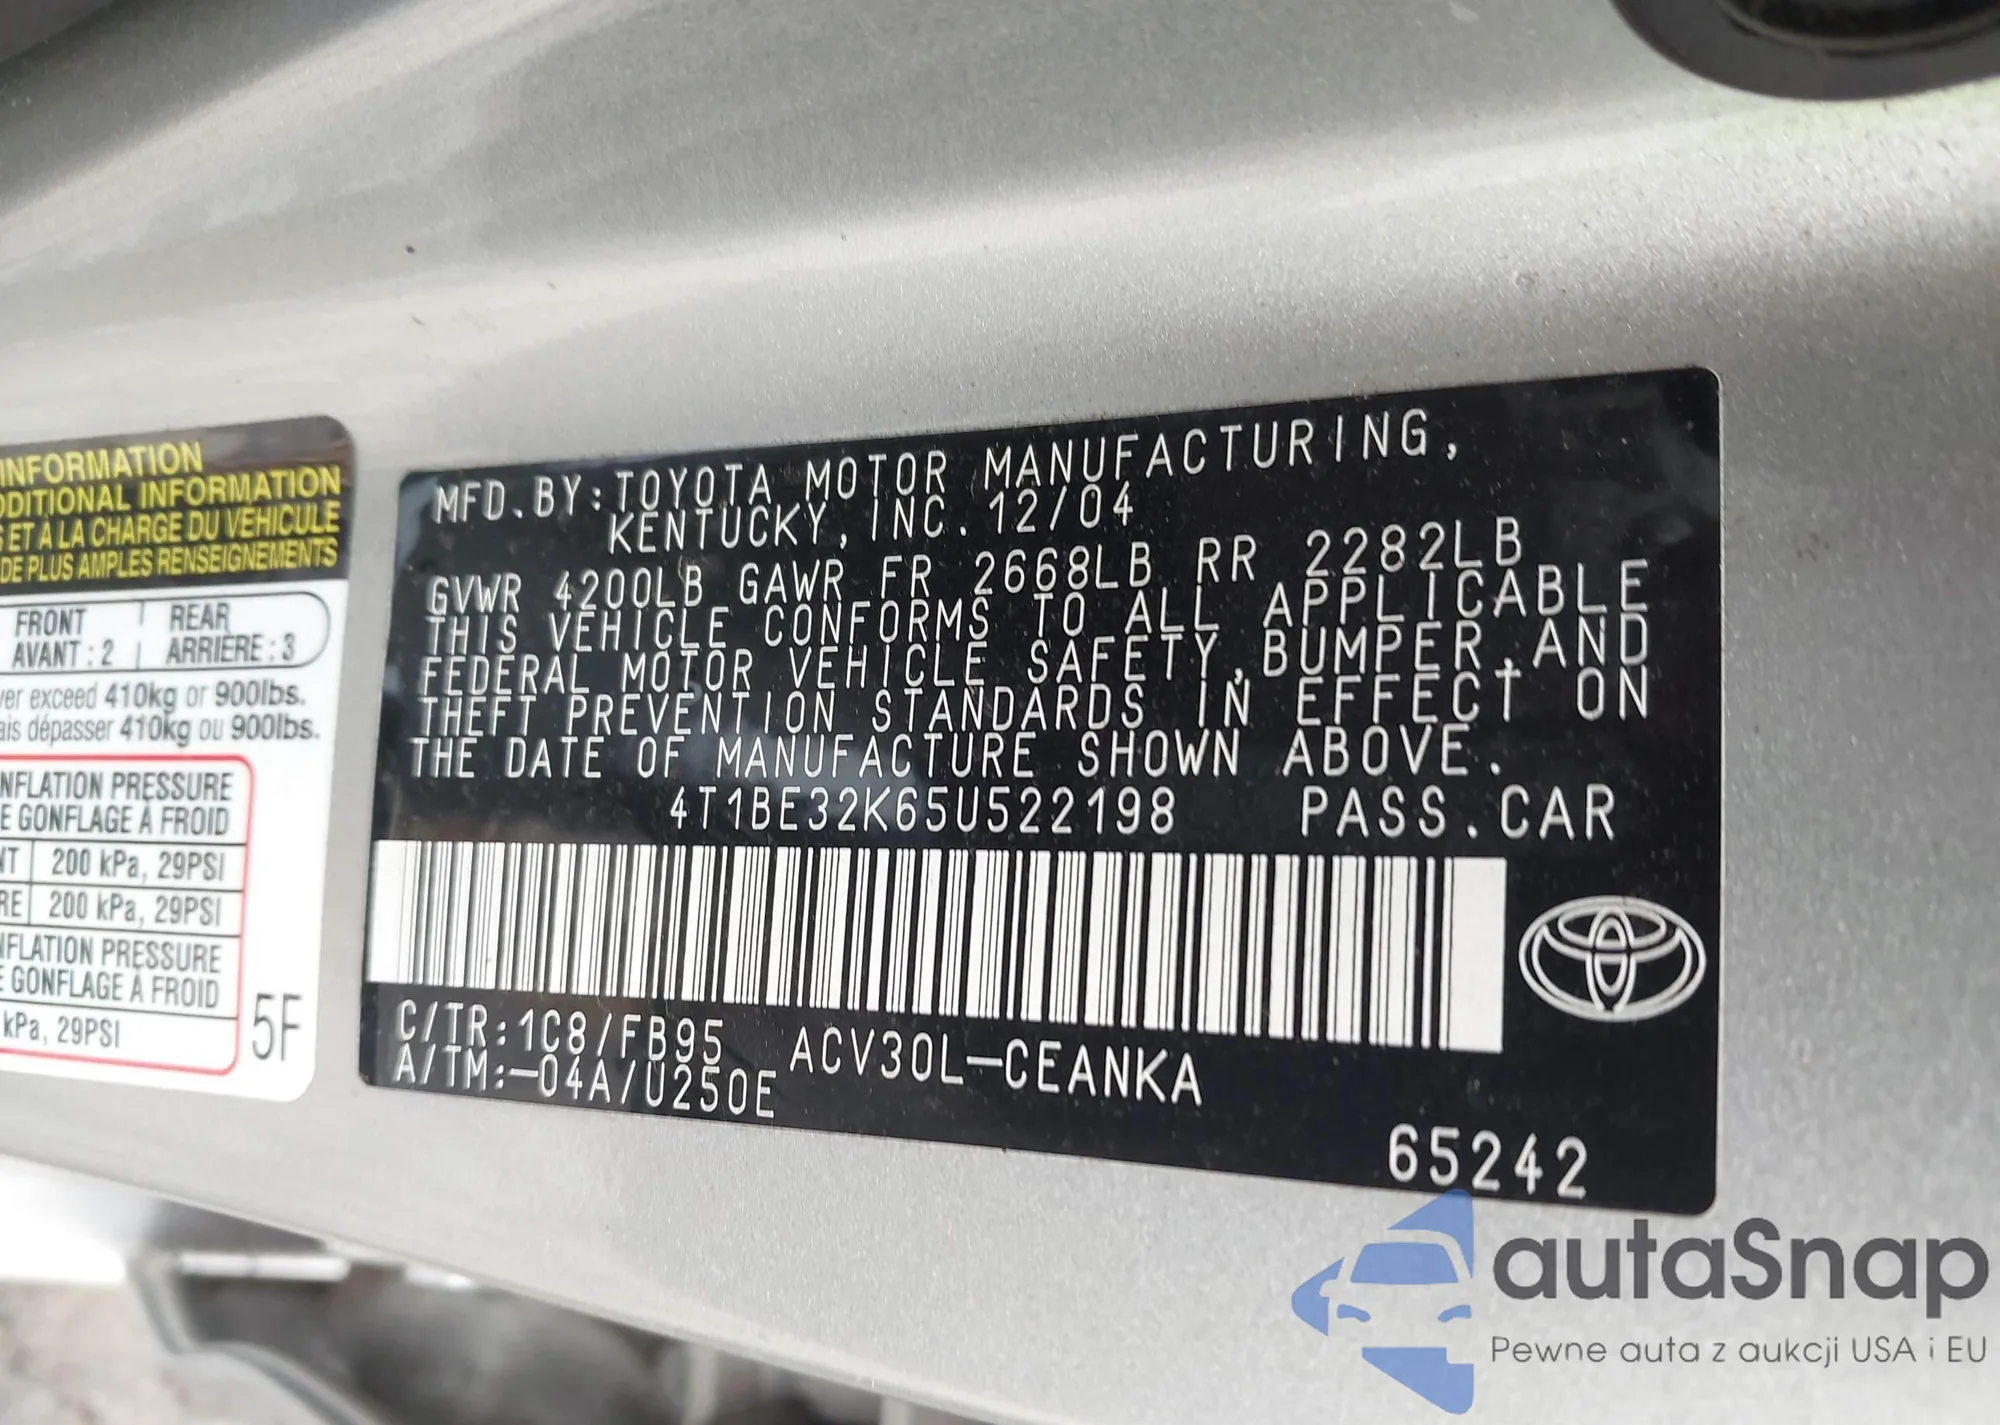 INFORMATION
DDITIONAL INFORMATION
ET À LA CHARGE DU VÉHICULE
DE PLUS AMPLES RENSEIGNEMENTS
FRONT REAR
AVANT : 2 ARRIÈRE : 3
ver exceed 410kg or 900lbs.
ais dépasser 410kg ou 900lbs.
NFLATION PRESSURE
E GONFLAGE À FROID
NT 200 kPa, 29PSI
RE 200 kPa, 29PSI
NFLATION PRESSURE
E GONFLAGE À FROID
kPa, 29PSI
5F
MFD.BY:TOYOTA MOTOR MANUFACTURING,
KENTUCKY, INC. 12/04
GVWR 4200LB GAWR FR 2668LB RR 2282LB
THIS VEHICLE CONFORMS TO ALL APPLICABLE
FEDERAL MOTOR VEHICLE SAFETY,BUMPER,AND
THEFT PREVENTION STANDARDS IN EFFECT ON
THE DATE OF MANUFACTURE SHOWN ABOVE.
4T1BE32K65U522198 PASS.CAR
C/TR:1C8/FB95 ACV30L-CEANKA
A/TM:-04A/U250E
65242
autaSnap
Pewne auta z aukcji USA i EU